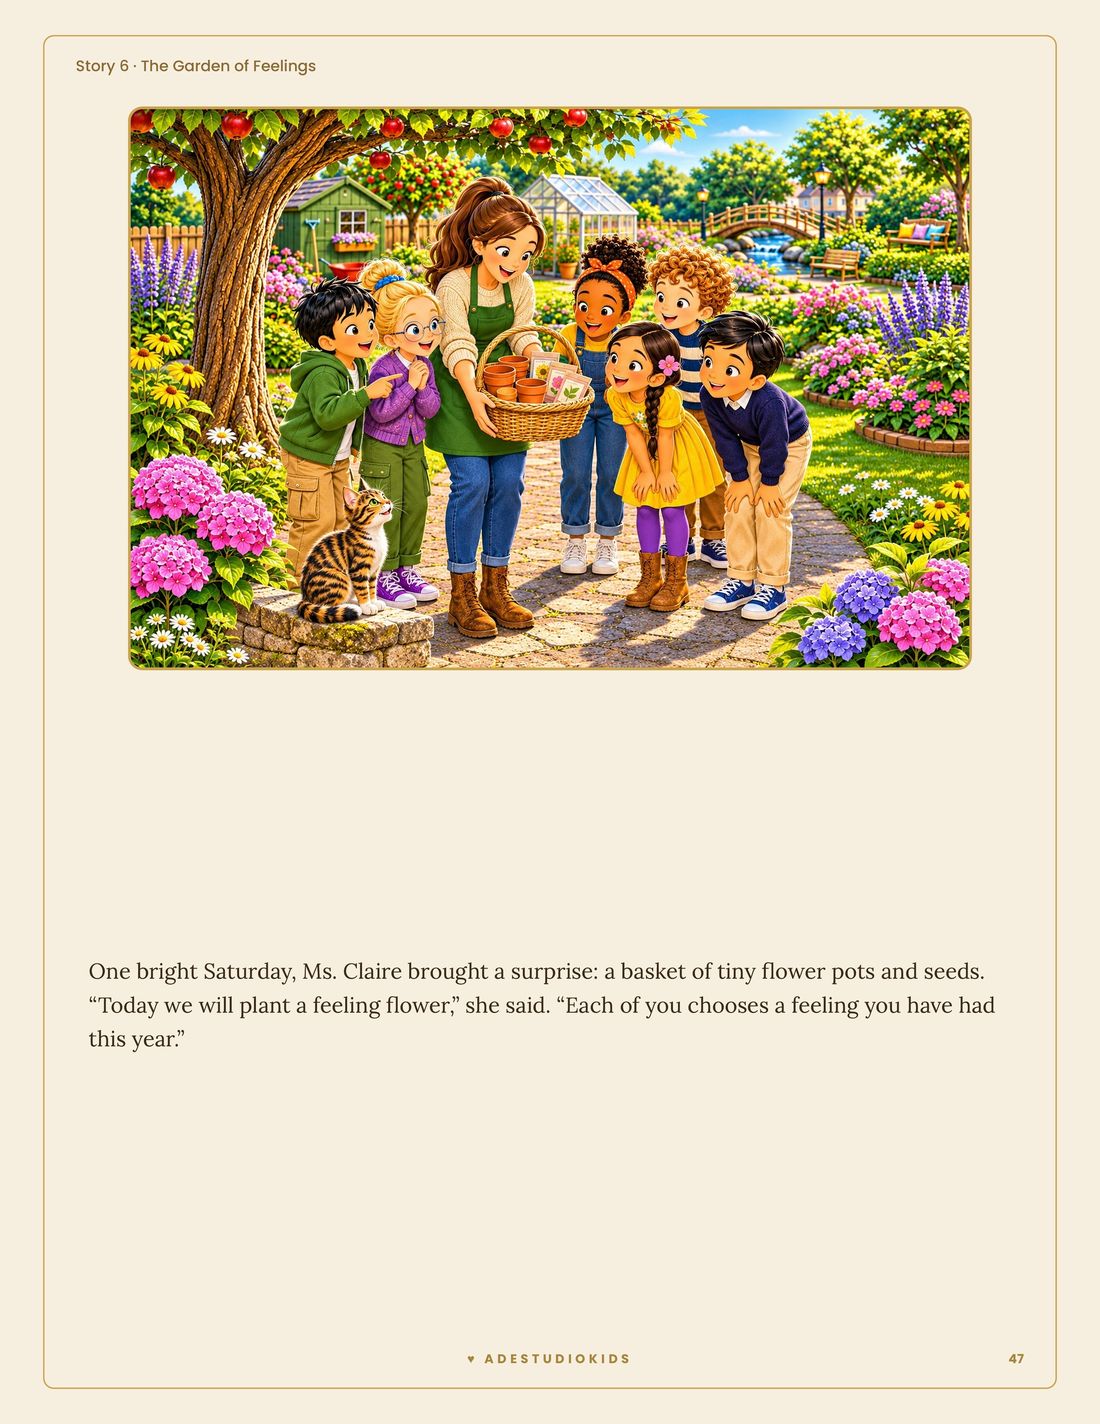 Story 6 · The Garden of Feelings
One bright Saturday, Ms. Claire brought a surprise: a basket of tiny flower pots and seeds.
“Today we will plant a feeling flower,” she said. “Each of you chooses a feeling you have had
this year.”
♥ ADESTUDIOKIDS
47